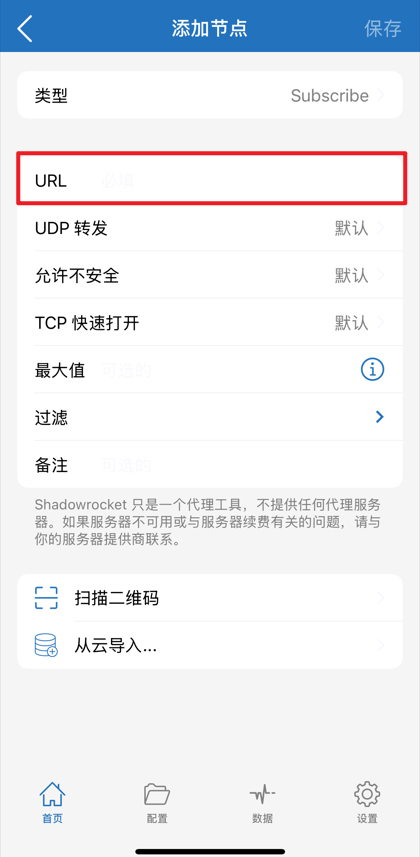 添加节点
保存
类型 Subscribe
URL 必填
UDP 转发 默认
允许不安全 默认
TCP 快速打开 默认
最大值 可选的
过滤
备注 可选的
Shadowrocket 只是一个代理工具，不提供任何代理服务
器。如果服务器不可用或与服务器续费有关的问题，请与
你的服务器提供商联系。
扫描二维码
从云导入...
首页 配置 数据 设置